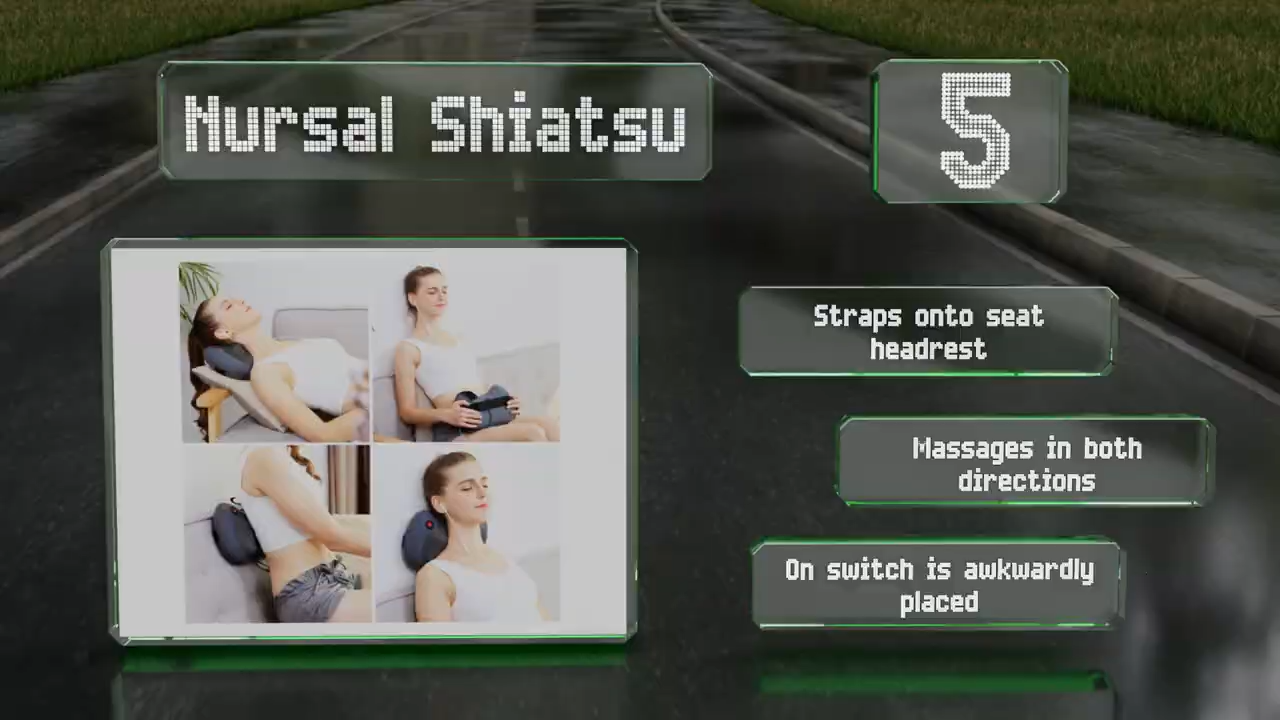 Nursal Shiatsu
5
Straps onto seat
headrest
Massages in both
directions
On switch is awkwardly
placed